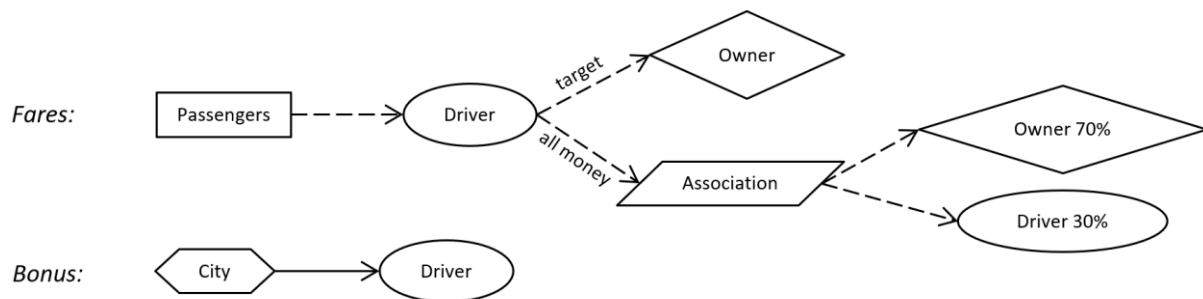 Fares:
Passengers
Driver
target
all money
Owner
Association
Owner 70%
Driver 30%
Bonus:
City
Driver